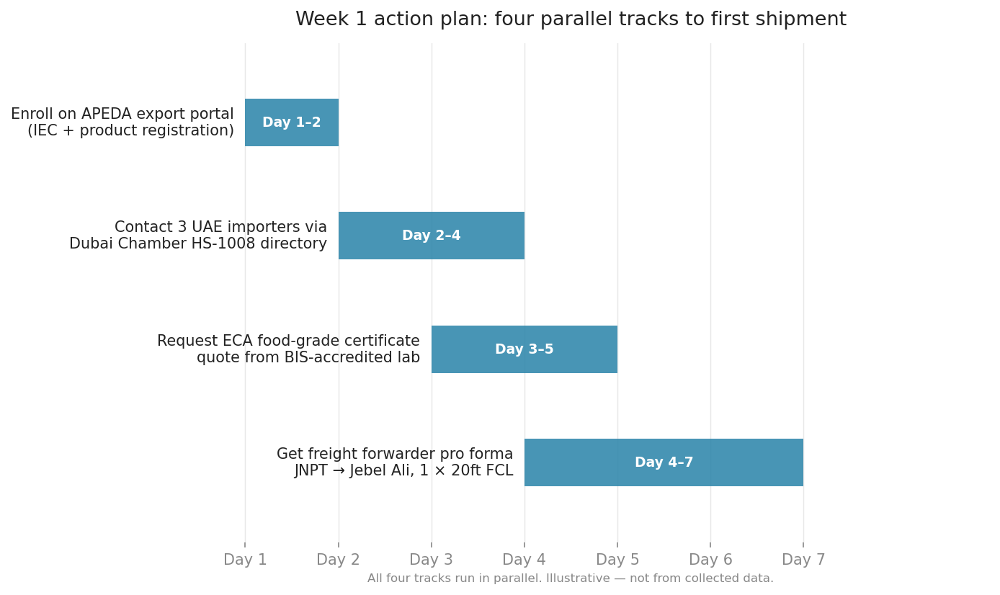 Week 1 action plan: four parallel tracks to first shipment
Enroll on APEDA export portal
(IEC + product registration)
Day 1–2
Contact 3 UAE importers via
Dubai Chamber HS-1008 directory
Day 2–4
Request ECA food-grade certificate
quote from BIS-accredited lab
Day 3–5
Get freight forwarder pro forma
JNPT → Jebel Ali, 1 × 20ft FCL
Day 4–7
Day 1 Day 2 Day 3 Day 4 Day 5 Day 6 Day 7
All four tracks run in parallel. Illustrative — not from collected data.